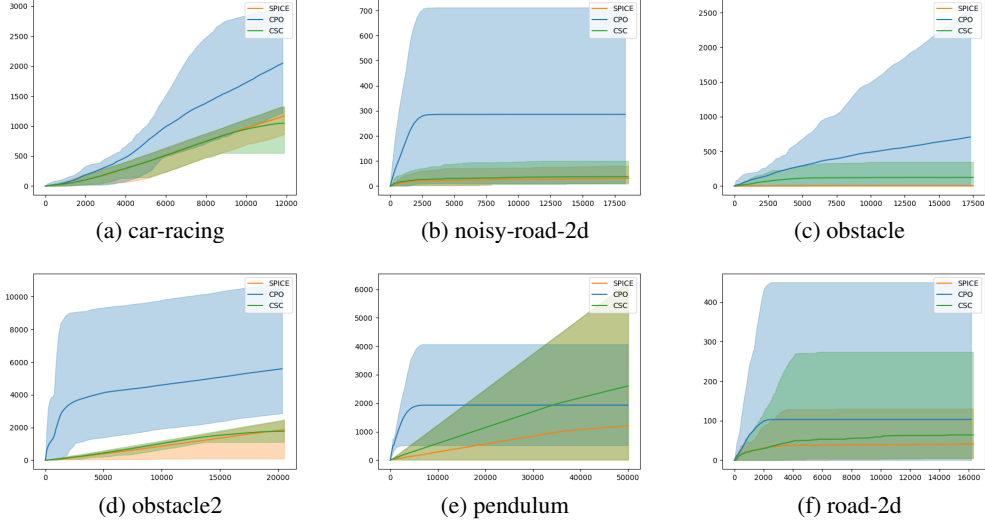 3000
2500
2000
1500
1000
500
0
0 2000 4000 6000 8000 10000 12000
SPICE
CPO
CSC
(a) car-racing
700
600
500
400
300
200
100
0
0 2500 5000 7500 10000 12500 15000 17500
SPICE
CPO
CSC
(b) noisy-road-2d
2500
2000
1500
1000
500
0
0 2500 5000 7500 10000 12500 15000 17500
SPICE
CPO
CSC
(c) obstacle
10000
8000
6000
4000
2000
0
0 5000 10000 15000 20000
SPICE
CPO
CSC
(d) obstacle2
6000
5000
4000
3000
2000
1000
0
0 10000 20000 30000 40000 50000
SPICE
CPO
CSC
(e) pendulum
400
300
200
100
0
0 2000 4000 6000 8000 10000 12000 14000 16000
SPICE
CPO
CSC
(f) road-2d